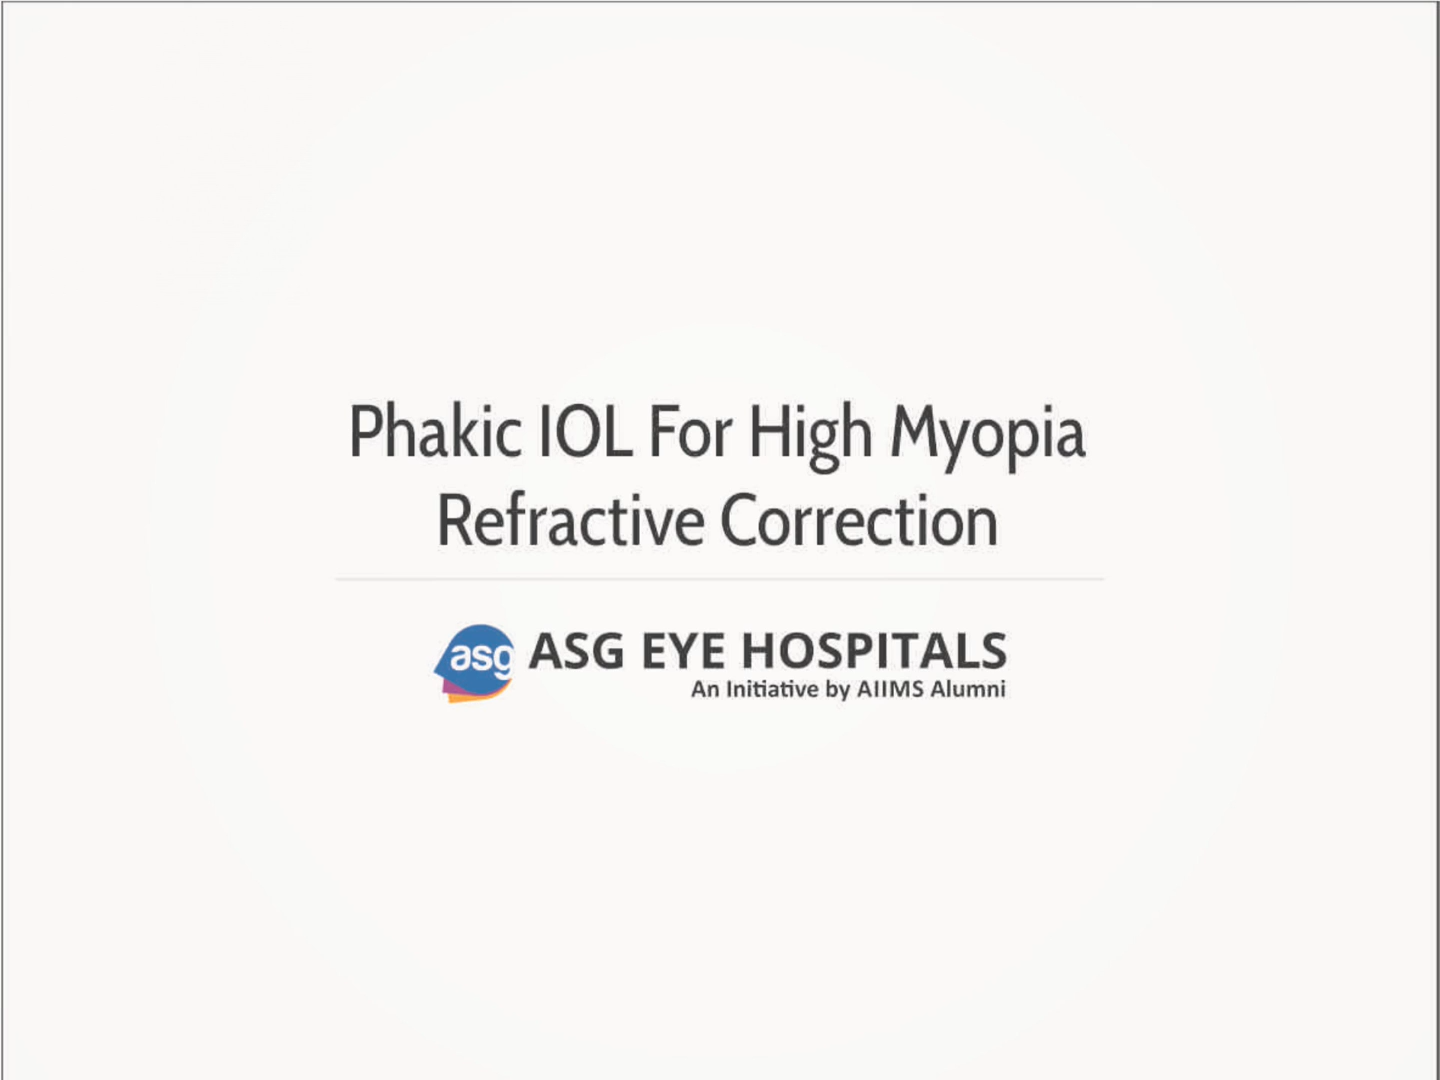 Phakic IOL For High Myopia
Refractive Correction
asg ASG EYE HOSPITALS
An Initiative by AIIMS Alumni